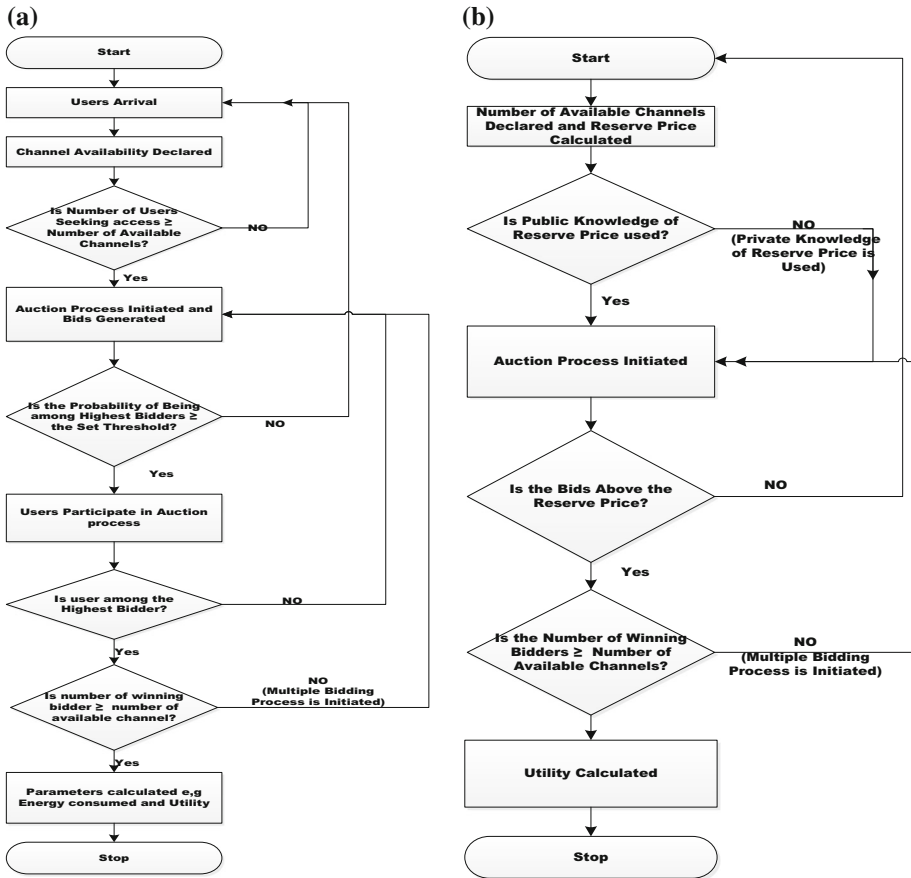 (a)
Start
Users Arrival
Channel Availability Declared
Is Number of Users
Seeking access ≥
Number of Available
Channels?
NO
Yes
Auction Process Initiated and
Bids Generated
Is the Probability of Being
among Highest Bidders ≥
the Set Threshold?
NO
Yes
Users Participate in Auction
process
Is user among the
Highest Bidder?
NO
Yes
Is number of winning
bidder ≥ number of
available channel?
NO
(Multiple Bidding
Process is Initiated)
Yes
Parameters calculated e,g
Energy consumed and Utility
Stop
(b)
Start
Number of Available Channels
Declared and Reserve Price
Calculated
Is Public Knowledge of
Reserve Price used?
NO
(Private Knowledge
of Reserve Price is
Used)
Yes
Auction Process Initiated
Is the Bids Above the
Reserve Price?
NO
Yes
Is the Number of Winning
Bidders ≥ Number of
Available Channels?
NO
(Multiple Bidding
Process is Initiated)
Utility Calculated
Stop